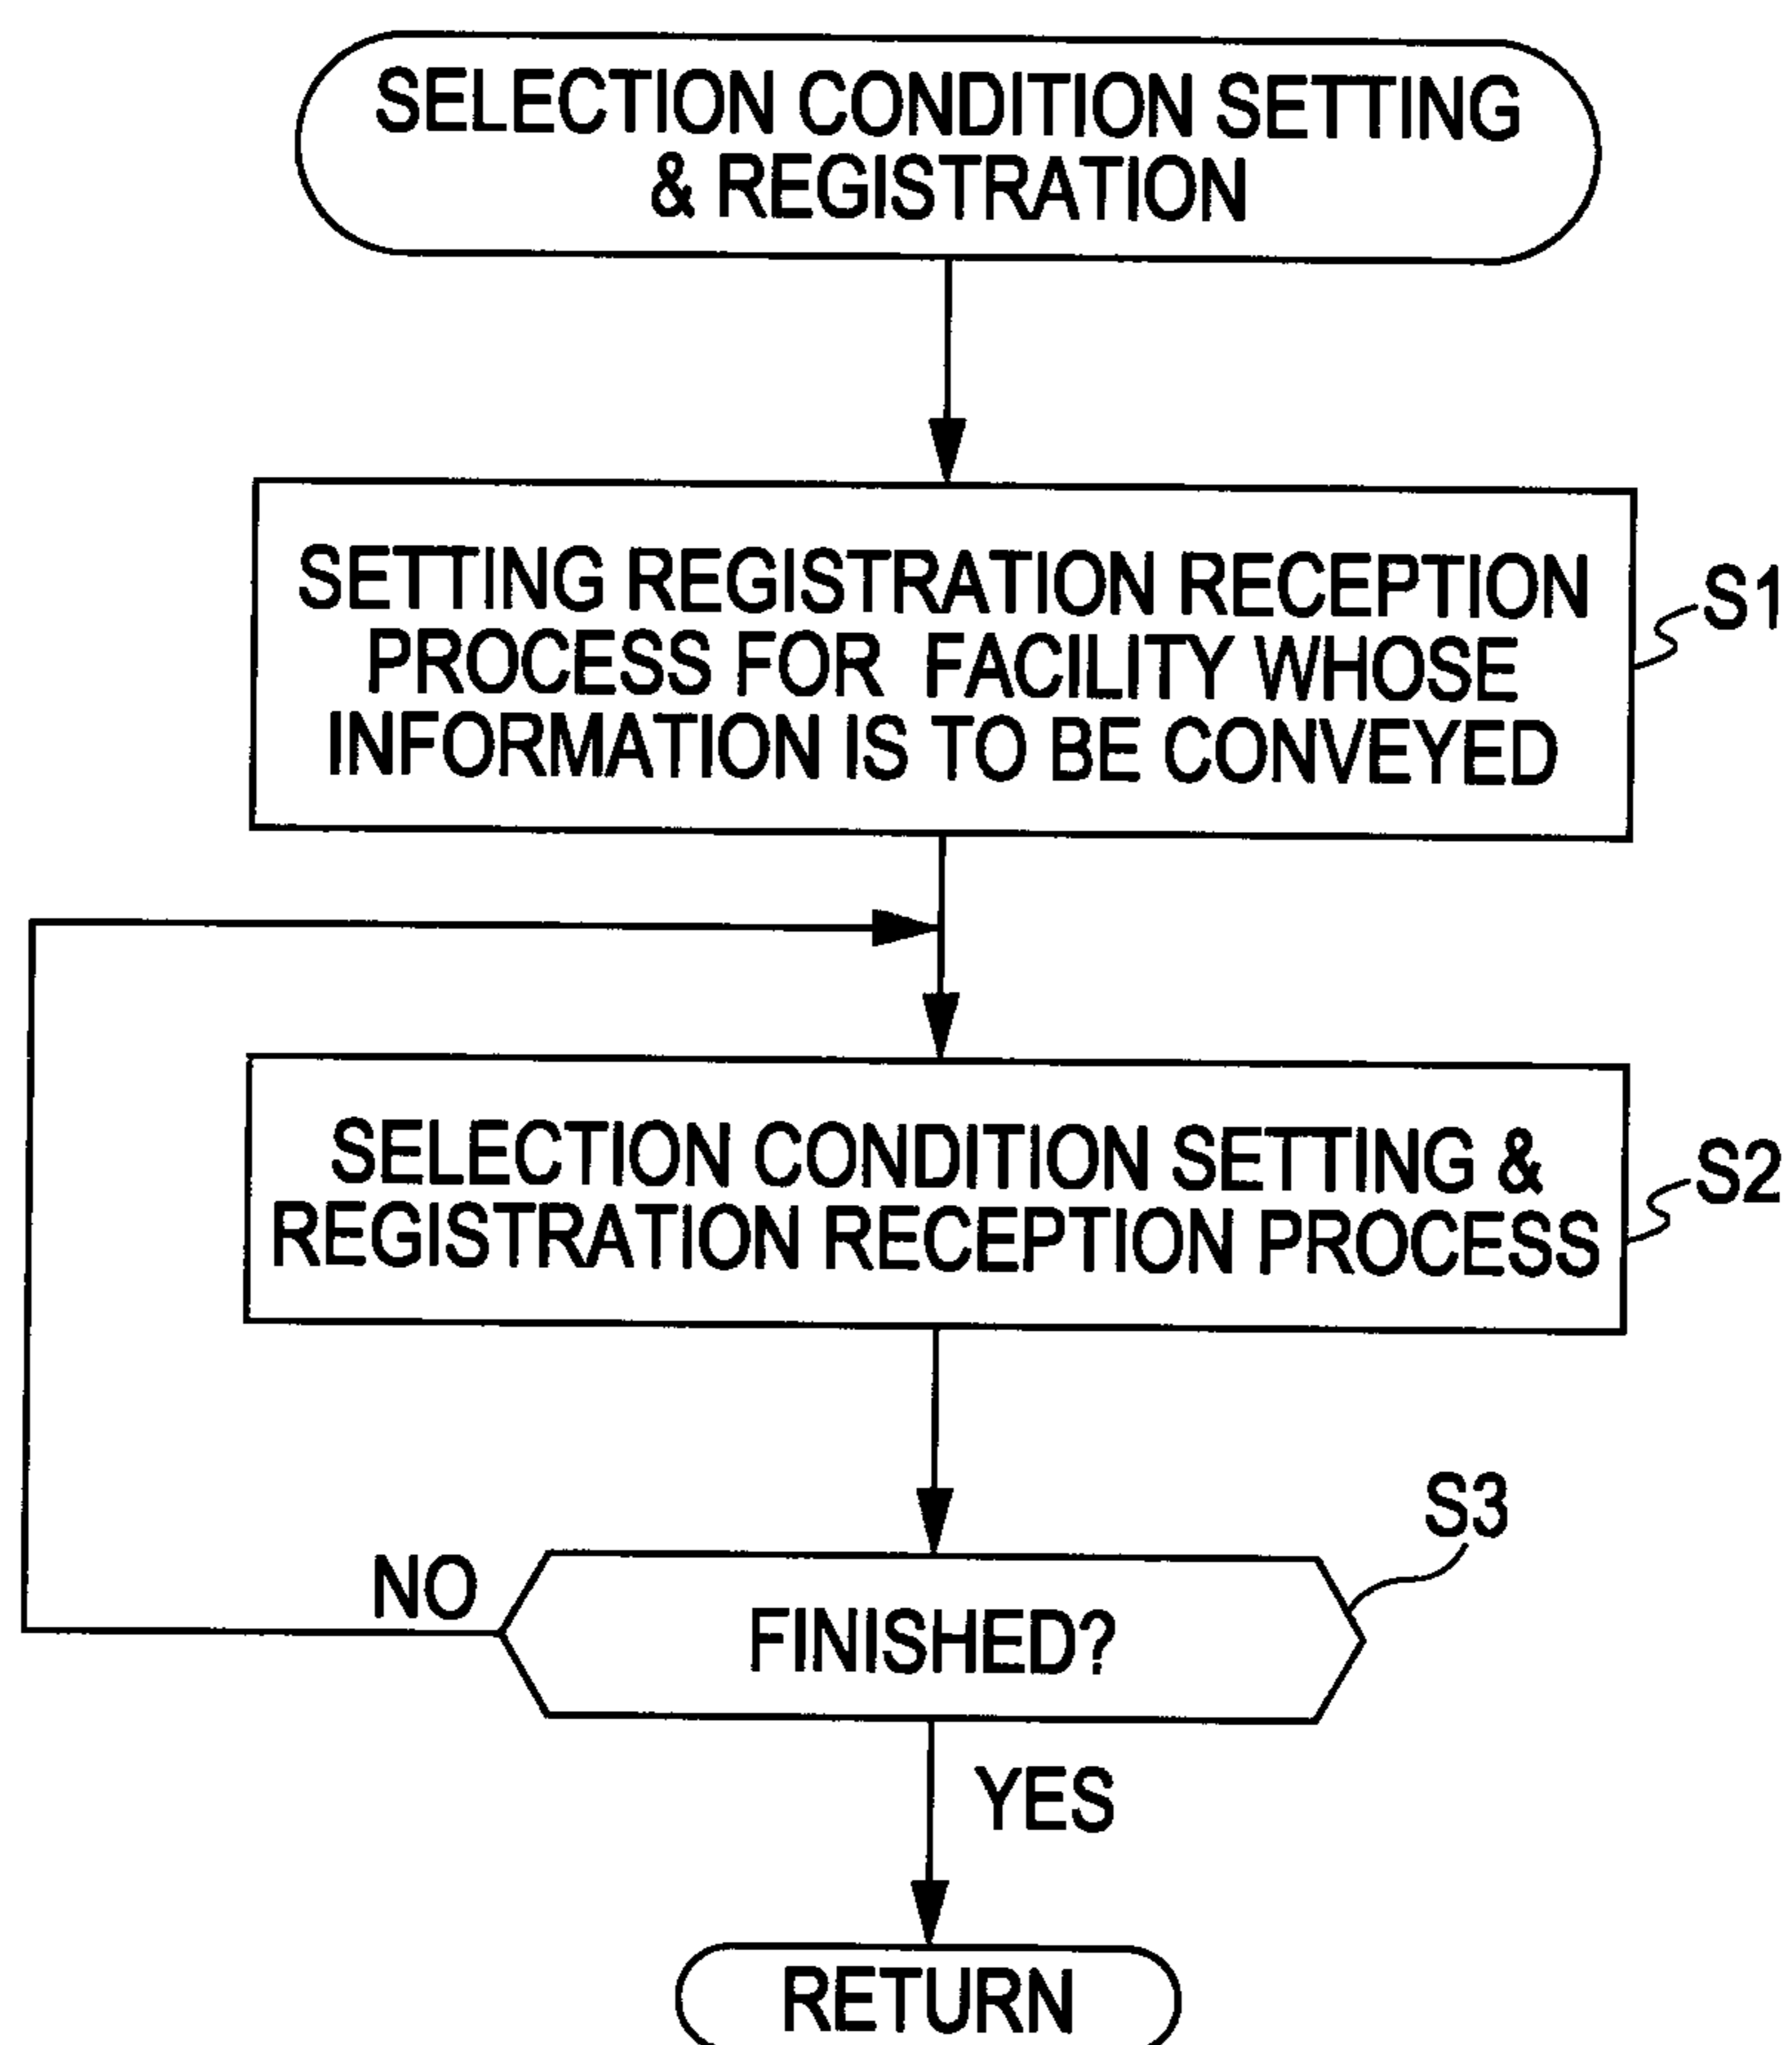 SELECTION CONDITION SETTING
& REGISTRATION
SETTING REGISTRATION RECEPTION
PROCESS FOR FACILITY WHOSE
INFORMATION IS TO BE CONVEYED
S1
SELECTION CONDITION SETTING &
REGISTRATION RECEPTION PROCESS
S2
S3
NO
FINISHED?
YES
RETURN